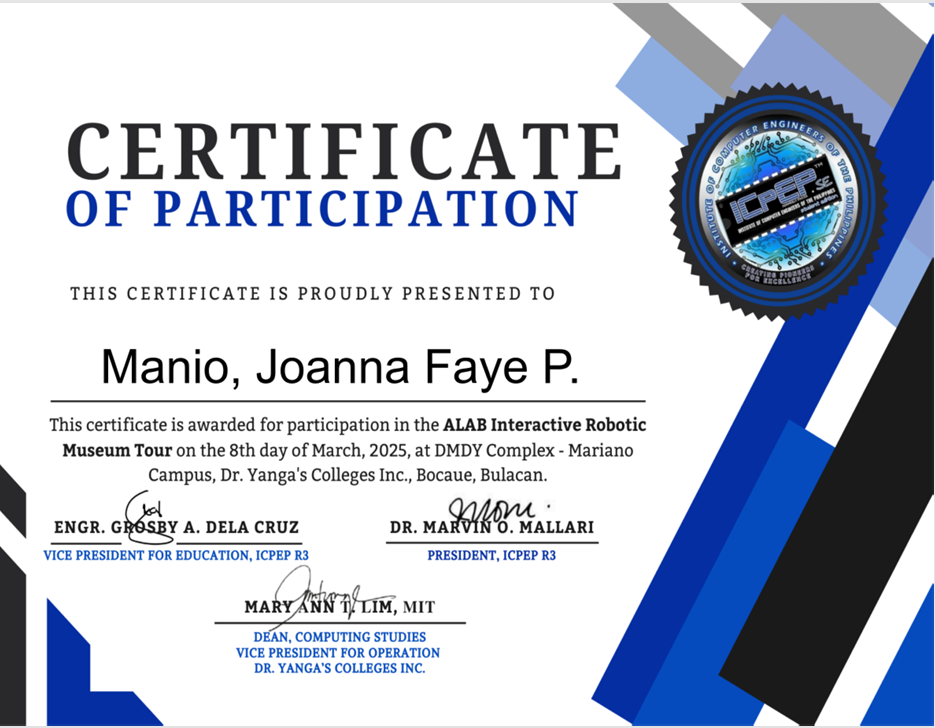 CERTIFICATE
OF PARTICIPATION
INSTITUTE OF COMPUTER ENGINEERS OF THE PHILIPPINES
ICPEP.SE
TM
INSTITUTE OF COMPUTER ENGINEERS OF THE PHILIPPINES
student edition
CREATING PIONEERS
FOR EXCELLENCE
THIS CERTIFICATE IS PROUDLY PRESENTED TO
Manio, Joanna Faye P.
This certificate is awarded for participation in the ALAB Interactive Robotic
Museum Tour on the 8th day of March, 2025, at DMDY Complex - Mariano
Campus, Dr. Yanga's Colleges Inc., Bocaue, Bulacan.
ENGR. GROSBY A. DELA CRUZ
VICE PRESIDENT FOR EDUCATION, ICPEP R3
DR. MARVIN O. MALLARI
PRESIDENT, ICPEP R3
MARY ANN T. LIM, MIT
DEAN, COMPUTING STUDIES
VICE PRESIDENT FOR OPERATION
DR. YANGA'S COLLEGES INC.